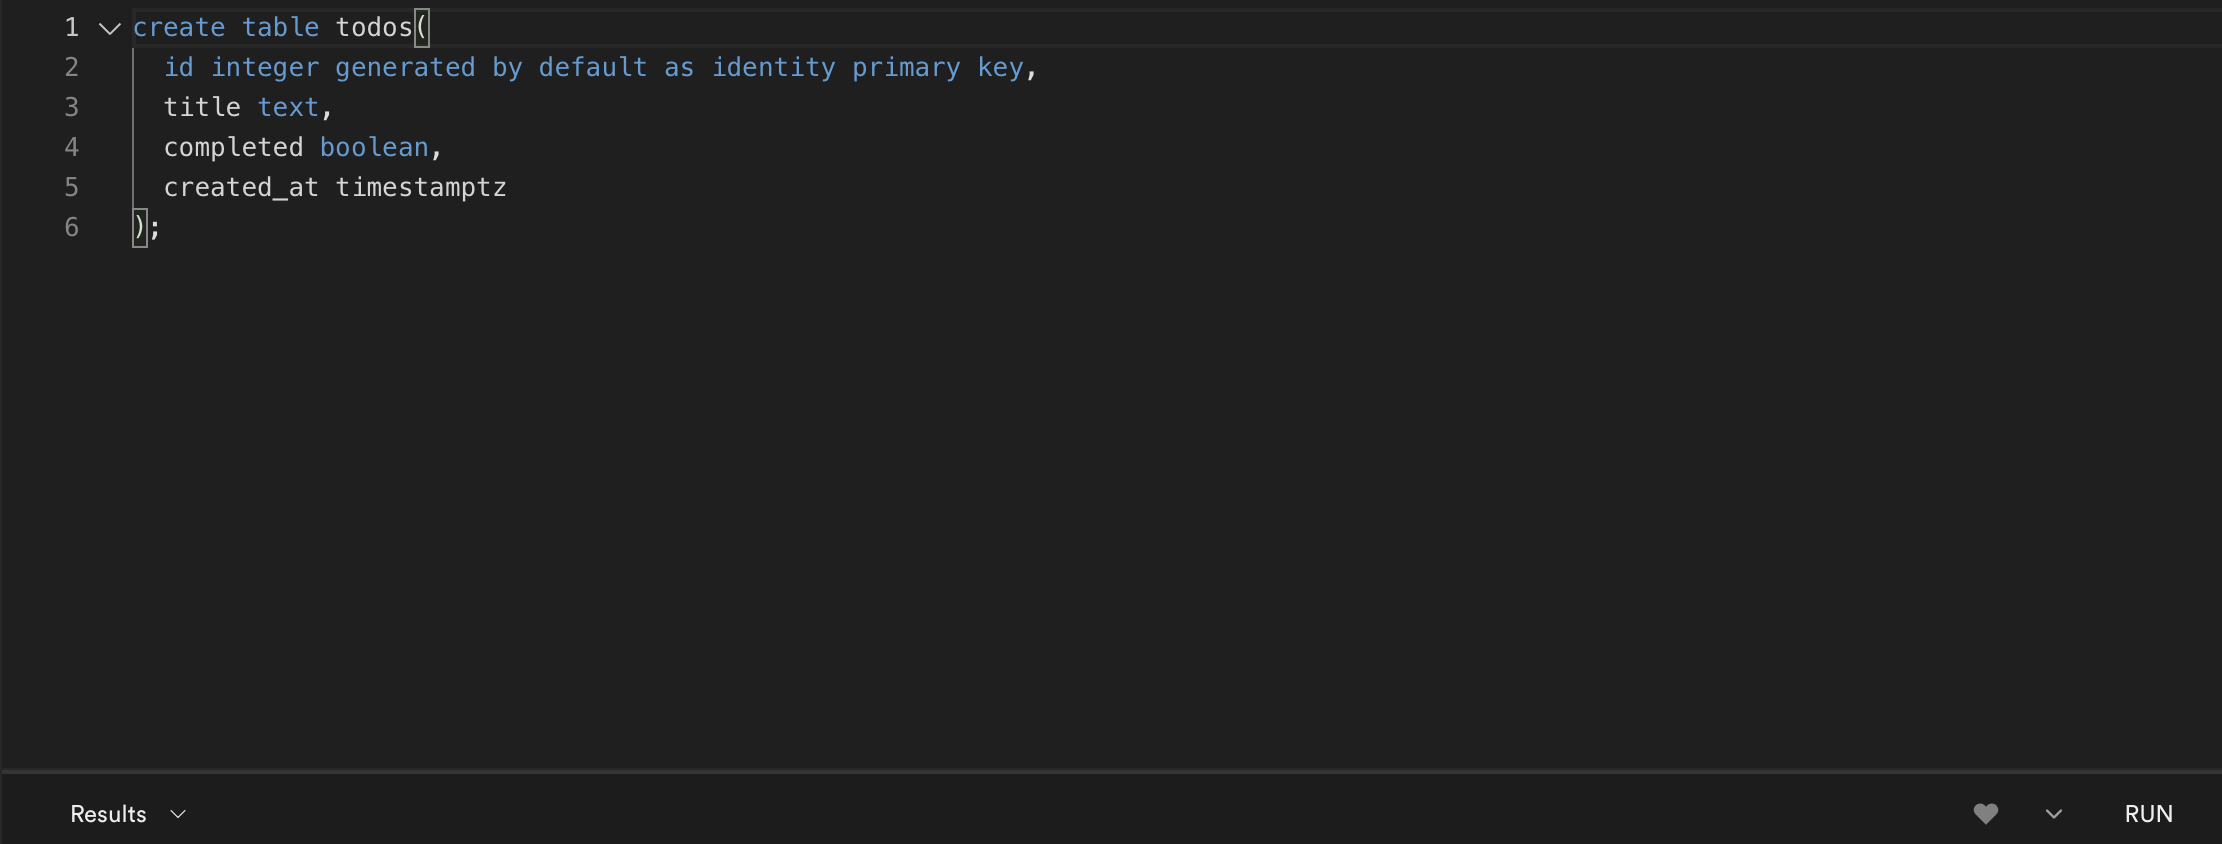 1 create table todos(
2 id integer generated by default as identity primary key,
3 title text,
4 completed boolean,
5 created_at timestamptz
6 );
Results
RUN